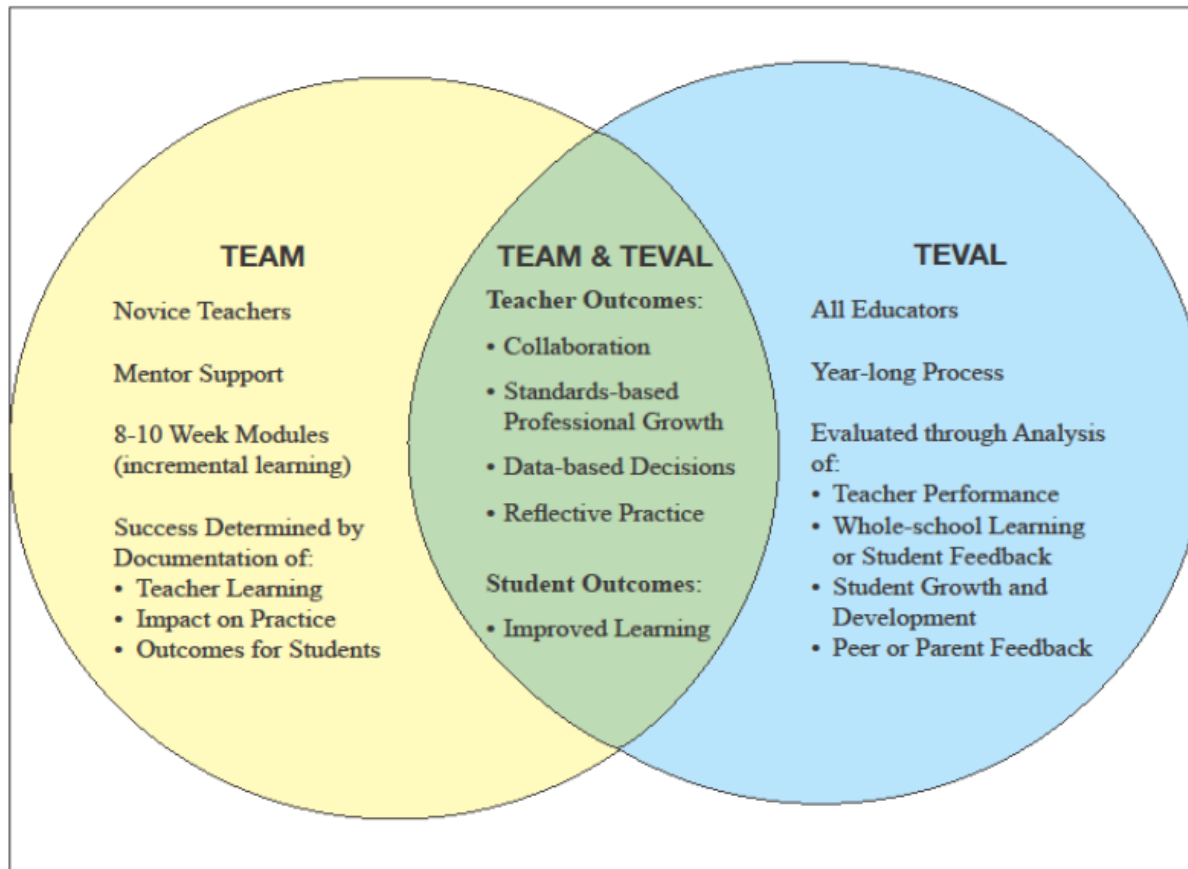 TEAM
Novice Teachers
Mentor Support
8-10 Week Modules
(incremental learning)
Success Determined by
Documentation of:
• Teacher Learning
• Impact on Practice
• Outcomes for Students
TEAM & TEVAL
Teacher Outcomes:
• Collaboration
• Standards-based
Professional Growth
• Data-based Decisions
• Reflective Practice
Student Outcomes:
• Improved Learning
TEVAL
All Educators
Year-long Process
Evaluated through Analysis
of:
• Teacher Performance
• Whole-school Learning
or Student Feedback
• Student Growth and
Development
• Peer or Parent Feedback